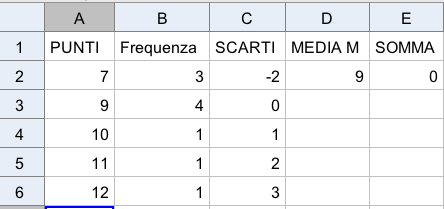 A B C D E
1 PUNTI Frequenza SCARTI MEDIA M SOMMA
2 7 3 -2 9 0
3 9 4 0
4 10 1 1
5 11 1 2
6 12 1 3